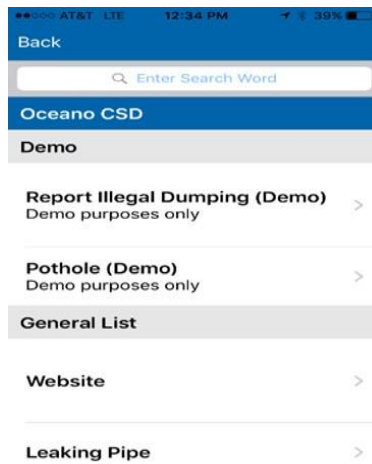 AT&T LTE 12:34 PM 39%
Back
Enter Search Word
Oceano CSD
Demo
Report Illegal Dumping (Demo)
Demo purposes only
Pothole (Demo)
Demo purposes only
General List
Website
Leaking Pipe